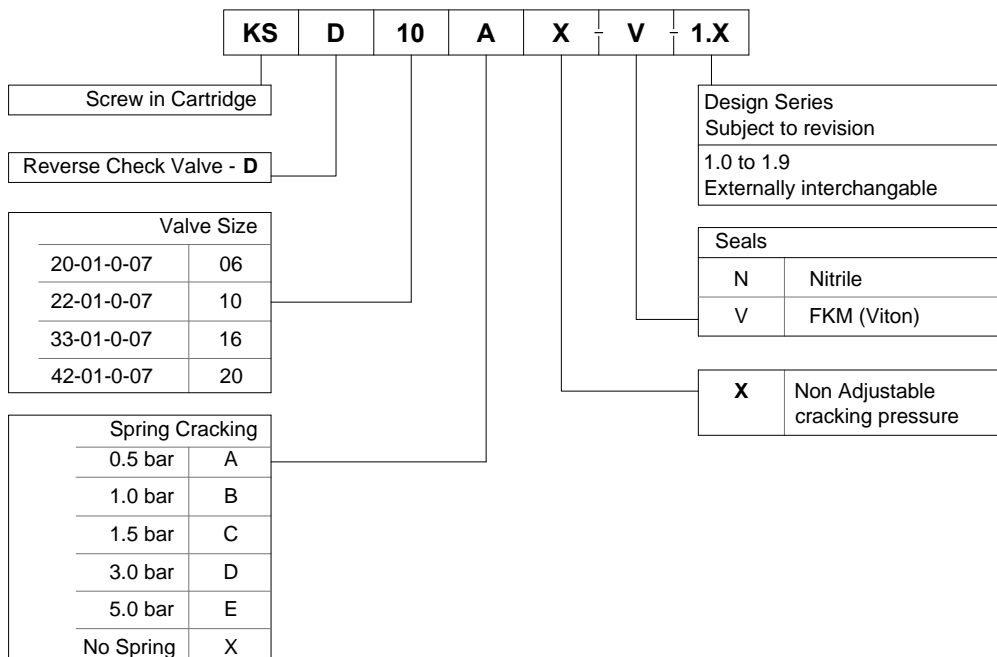 KS D 10 A X - V - 1.X
Screw in Cartridge
Reverse Check Valve - D
Valve Size
20-01-0-07 06
22-01-0-07 10
33-01-0-07 16
42-01-0-07 20
Spring Cracking
0.5 bar A
1.0 bar B
1.5 bar C
3.0 bar D
5.0 bar E
No Spring X
Design Series
Subject to revision
1.0 to 1.9
Externally interchangable
Seals
N Nitrile
V FKM (Viton)
X Non Adjustable
cracking pressure